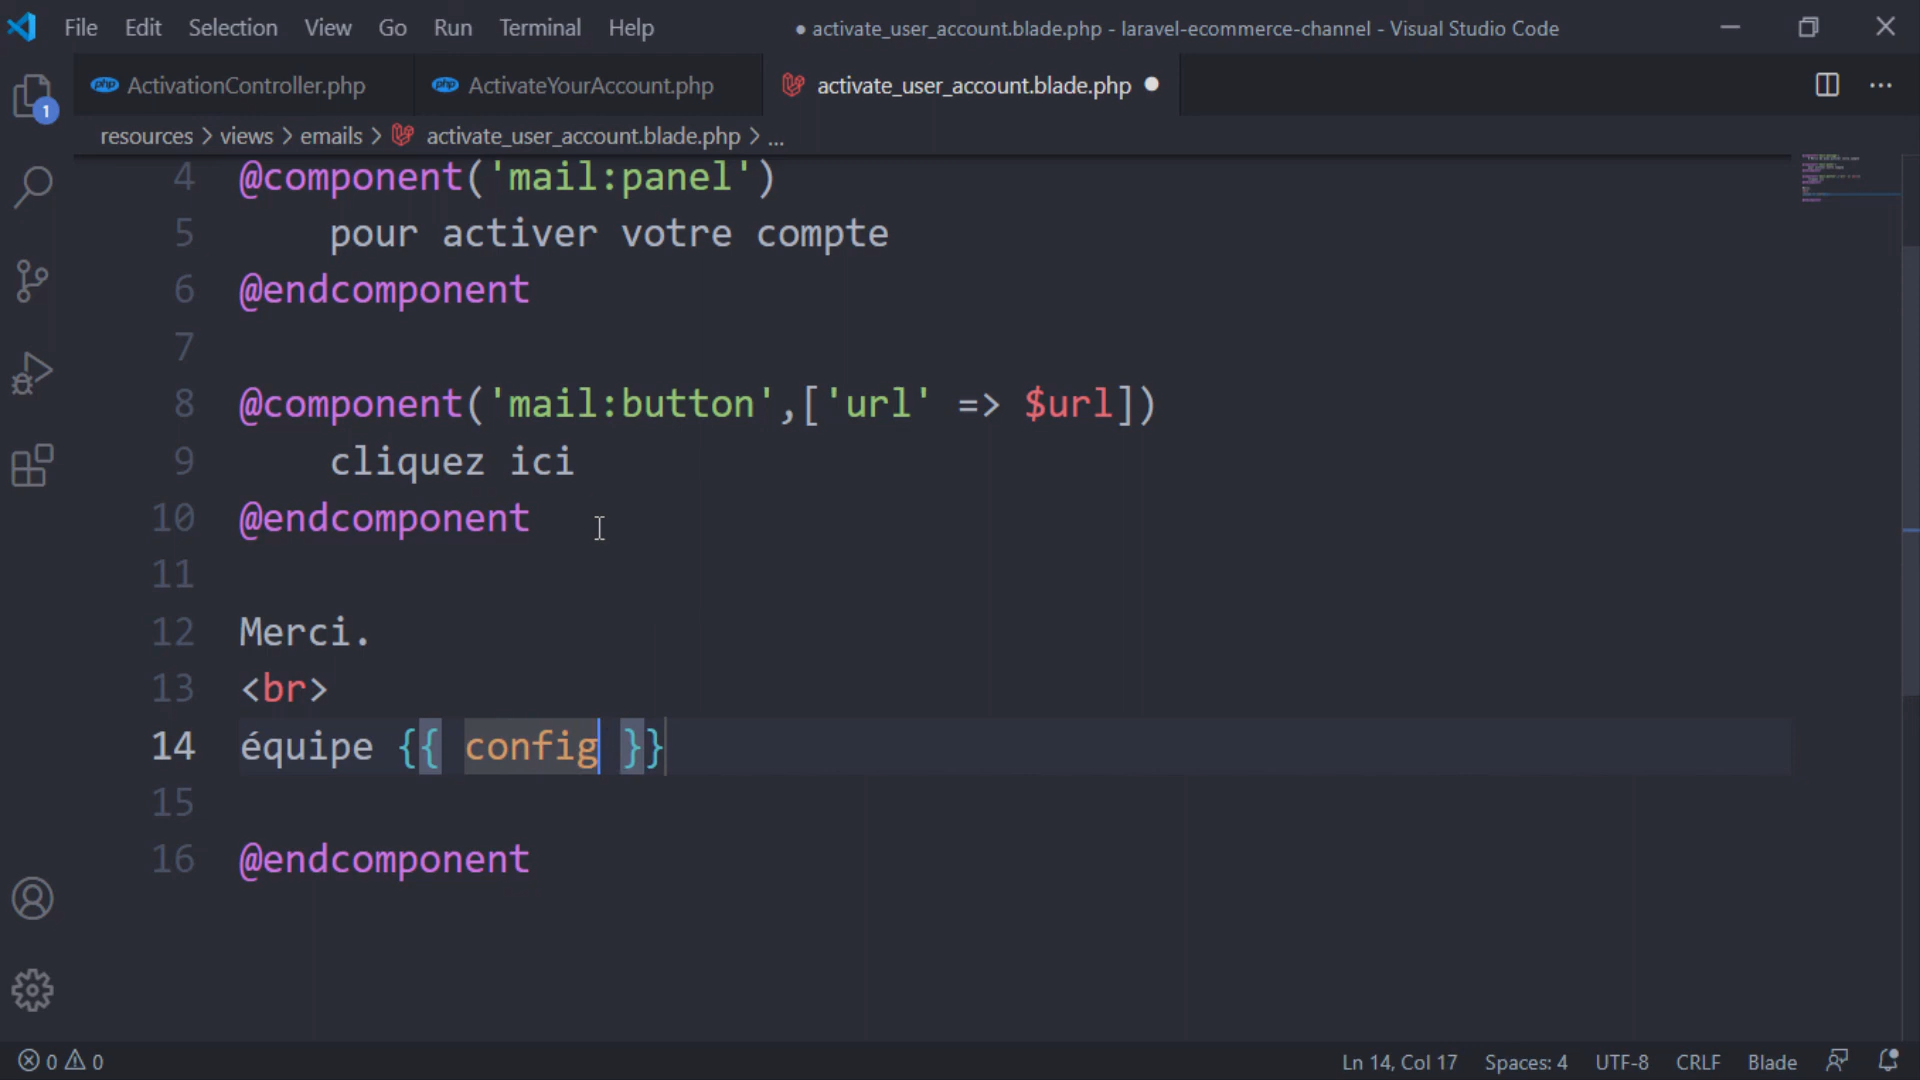 File Edit Selection View Go Run Terminal Help ● activate_user_account.blade.php - laravel-ecommerce-channel - Visual Studio Code
php ActivationController.php php ActivateYourAccount.php activate_user_account.blade.php ●
1
resources > views > emails > activate_user_account.blade.php > ...
4 @component('mail:panel')
5 pour activer votre compte
6 @endcomponent
7
8 @component('mail:button',['url' => $url])
9 cliquez ici
10 @endcomponent
11
12 Merci.
13 <br>
14 équipe {{ config }}
15
16 @endcomponent
0 0 Ln 14, Col 17 Spaces: 4 UTF-8 CRLF Blade